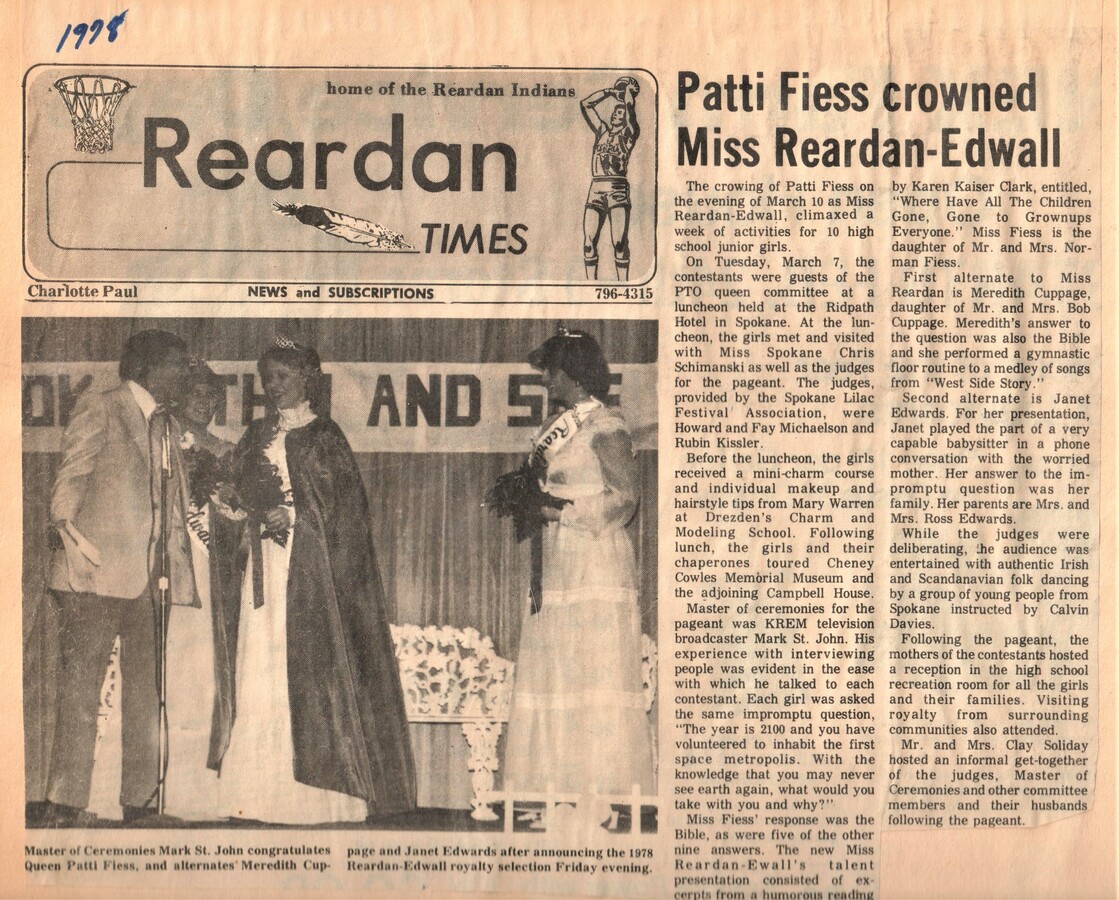 1978
home of the Reardan Indians
Reardan
TIMES
Charlotte Paul
NEWS and SUBSCRIPTIONS
796-4315
AND
Master of Ceremonies Mark St. John congratulates
Queen Patti Fiess, and alternates Meredith Cup-
page and Janet Edwards after announcing the 1978
Reardan-Edwall royalty selection Friday evening.
Patti Fiess crowned
Miss Reardan-Edwall
The crowing of Patti Fiess on
the evening of March 10 as Miss
Reardan-Edwall, climaxed a
week of activities for 10 high
school junior girls.
On Tuesday, March 7, the
contestants were guests of the
PTO queen committee at a
luncheon held at the Ridpath
Hotel in Spokane. At the lun-
cheon, the girls met and visited
with Miss Spokane Chris
Schimanski as well as the judges
for the pageant. The judges,
provided by the Spokane Lilac
Festival Association, were
Howard and Fay Michaelson and
Rubin Kissler.
Before the luncheon, the girls
received a mini-charm course
and individual makeup and
hairstyle tips from Mary Warren
at Drezden's Charm and
Modeling School. Following
lunch, the girls and their
chaperones toured Cheney
Cowles Memorial Museum and
the adjoining Campbell House.
Master of ceremonies for the
pageant was KREM television
broadcaster Mark St. John. His
experience with interviewing
people was evident in the ease
with which he talked to each
contestant. Each girl was asked
the same impromptu question,
"The year is 2100 and you have
volunteered to inhabit the first
space metropolis. With the
knowledge that you may never
see earth again, what would you
take with you and why?"
Miss Fiess' response was the
Bible, as were five of the other
nine answers. The new Miss
Reardan-Ewall's talent
presentation consisted of ex-
cerpts from a humorous reading
by Karen Kaiser Clark, entitled,
"Where Have All The Children
Gone, Gone to Grownups
Everyone." Miss Fiess is the
daughter of Mr. and Mrs. Nor-
man Fiess.
First alternate to Miss
Reardan is Meredith Cuppage,
daughter of Mr. and Mrs. Bob
Cuppage. Meredith's answer to
the question was also the Bible
and she performed a gymnastic
floor routine to a medley of songs
from "West Side Story."
Second alternate is Janet
Edwards. For her presentation,
Janet played the part of a very
capable babysitter in a phone
conversation with the worried
mother. Her answer to the im-
promptu question was her
family. Her parents are Mrs. and
Mrs. Ross Edwards.
While the judges were
deliberating, the audience was
entertained with authentic Irish
and Scandanavian folk dancing
by a group of young people from
Spokane instructed by Calvin
Davies.
Following the pageant, the
mothers of the contestants hosted
a reception in the high school
recreation room for all the girls
and their families. Visiting
royalty from surrounding
communities also attended.
Mr. and Mrs. Clay Soliday
hosted an informal get-together
of the judges, Master of
Ceremonies and other committee
members and their husbands
following the pageant.